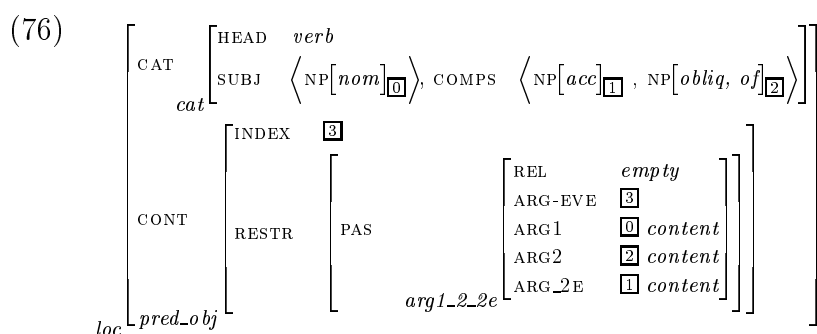 (76)
CAT HEAD verb
SUBJ ⟨NP[nom]0⟩, COMPS ⟨NP[acc]1 , NP[obliq, of]2⟩
cat
INDEX 3
REL empty
ARG-EVE 3
CONT RESTR PAS ARG1 0 content
ARG2 2 content
ARG_2E 1 content
arg1_2_2e
pred_obj
loc